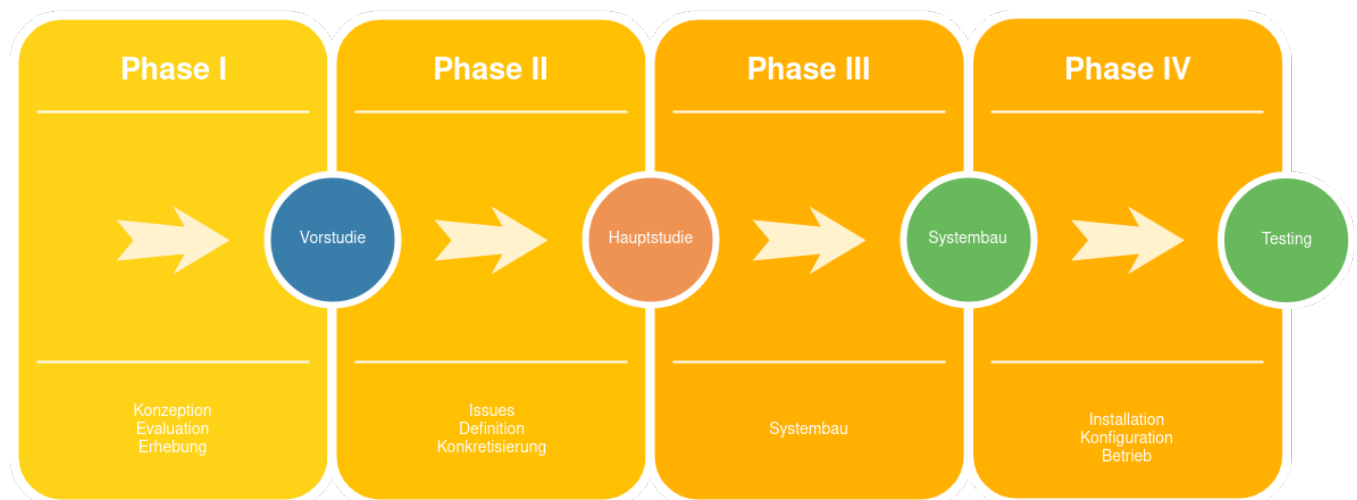 Phase I
Phase II
Phase III
Phase IV
Vorstudie
Hauptstudie
Systembau
Testing
Konzeption
Evaluation
Erhebung
Issues
Definition
Konkretisierung
Systembau
Installation
Konfiguration
Betrieb